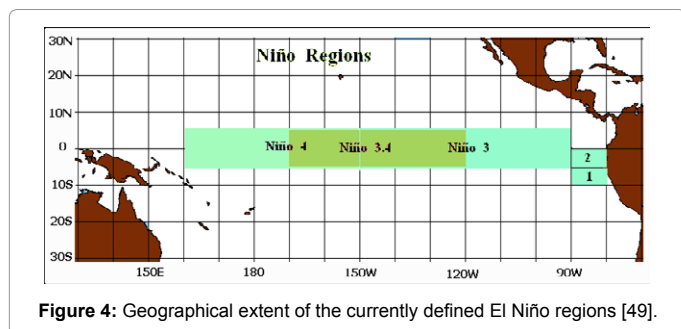 30N
Niño Regions
20N
10N
0
Niño 4
Niño 3.4
Niño 3
2
1
10S
20S
30S
150E
180
150W
120W
90W
Figure 4: Geographical extent of the currently defined El Niño regions [49].